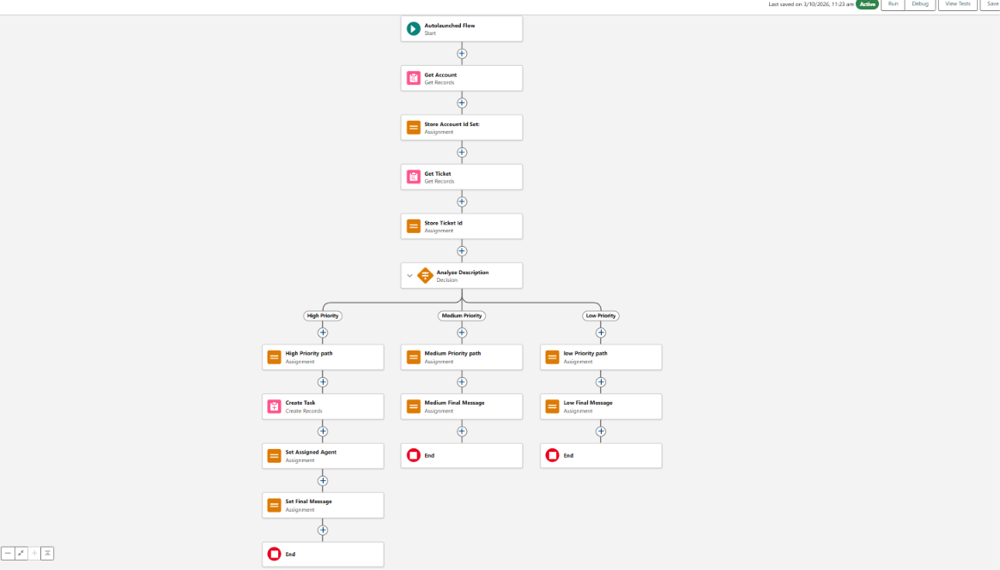 Last saved on 3/10/2026, 11:23 am Active Run Debug View Tests Save
Autolaunched Flow
Start
Get Account
Get Records
Store Account Id Set:
Assignment
Get Ticket
Get Records
Store Ticket Id
Assignment
Analyze Description
Decision
High Priority Medium Priority Low Priority
High Priority path
Assignment
Medium Priority path
Assignment
low Priority path
Assignment
Create Task
Create Records
Medium Final Message
Assignment
Low Final Message
Assignment
Set Assigned Agent
Assignment
End
End
Set Final Message
Assignment
End